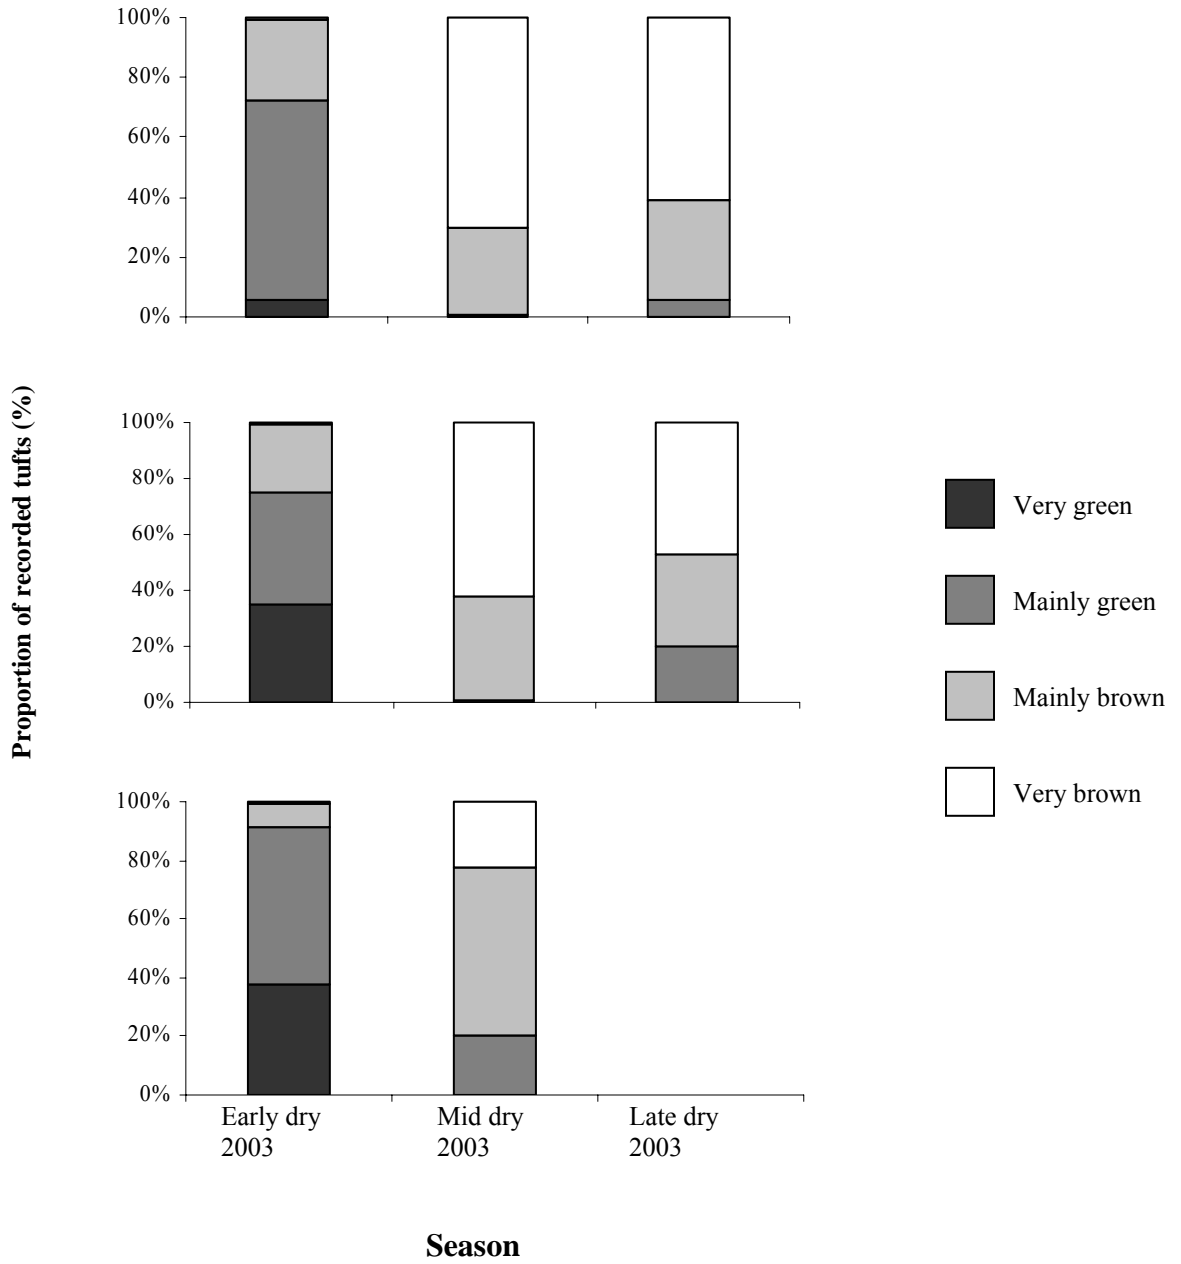 100%
80%
60%
40%
20%
0%
Proportion of recorded tufts (%)
100%
80%
60%
40%
20%
0%
Very green
Mainly green
Mainly brown
Very brown
100%
80%
60%
40%
20%
0%
Early dry
2003
Mid dry
2003
Late dry
2003
Season